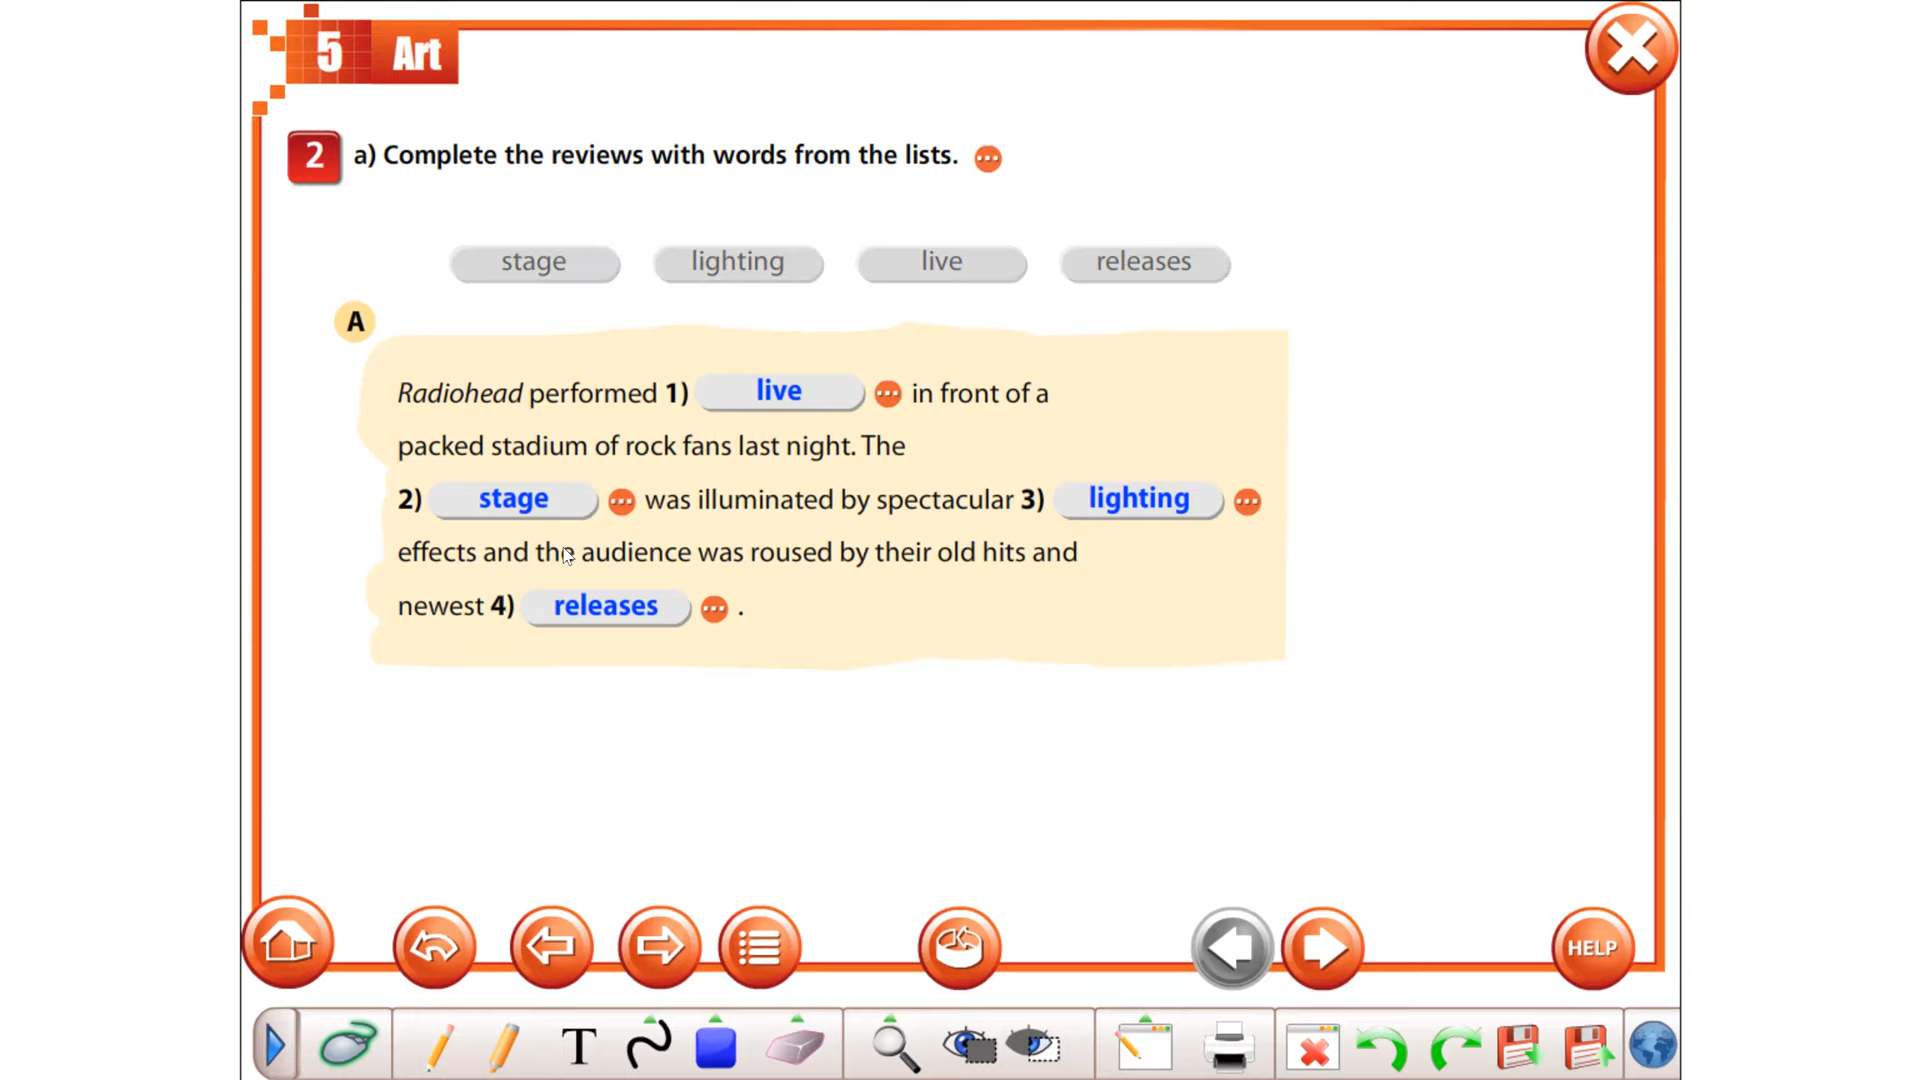 5 Art
2 a) Complete the reviews with words from the lists.
stage lighting live releases
A
Radiohead performed 1) live in front of a
packed stadium of rock fans last night. The
2) stage was illuminated by spectacular 3) lighting
effects and the audience was roused by their old hits and
newest 4) releases .
HELP
T